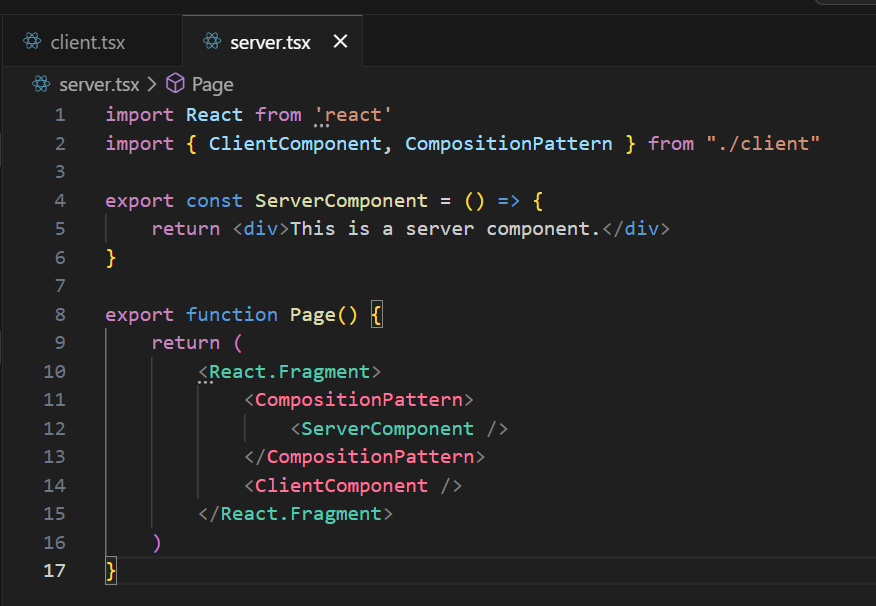 client.tsx
server.tsx
server.tsx > Page
1 import React from 'react'
2 import { ClientComponent, CompositionPattern } from "./client"
3
4 export const ServerComponent = () => {
5     return <div>This is a server component.</div>
6 }
7
8 export function Page() {
9     return (
10         <React.Fragment>
11             <CompositionPattern>
12                 <ServerComponent />
13             </CompositionPattern>
14             <ClientComponent />
15         </React.Fragment>
16     )
17 }